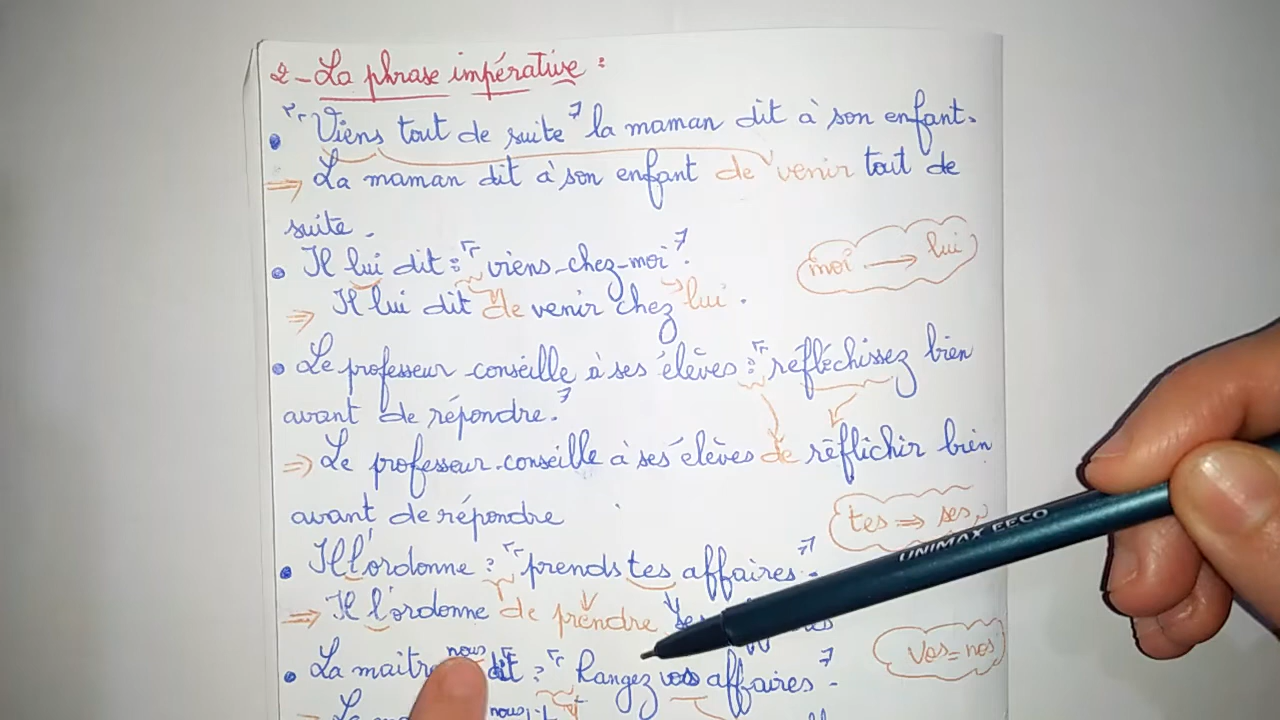 2-La phrase impérative :
• "Viens tout de suite" la maman dit à son enfant.
⇒ La maman dit à son enfant de venir tout de
suite.
• Il lui dit : "viens-chez-moi".
moi → lui
⇒ Il lui dit de venir chez lui.
• Le professeur conseille à ses élèves : "réfléchissez bien
avant de répondre."
⇒ Le professeur conseille à ses élèves de réflichir bien
avant de répondre
tes ⇒ ses
• Il l'ordonne : "prends tes affaires".
⇒ Il l'ordonne de prendre
UNIMAX EECO
• La nous dit : "Rangez vos affaires".
vos = nos
nous